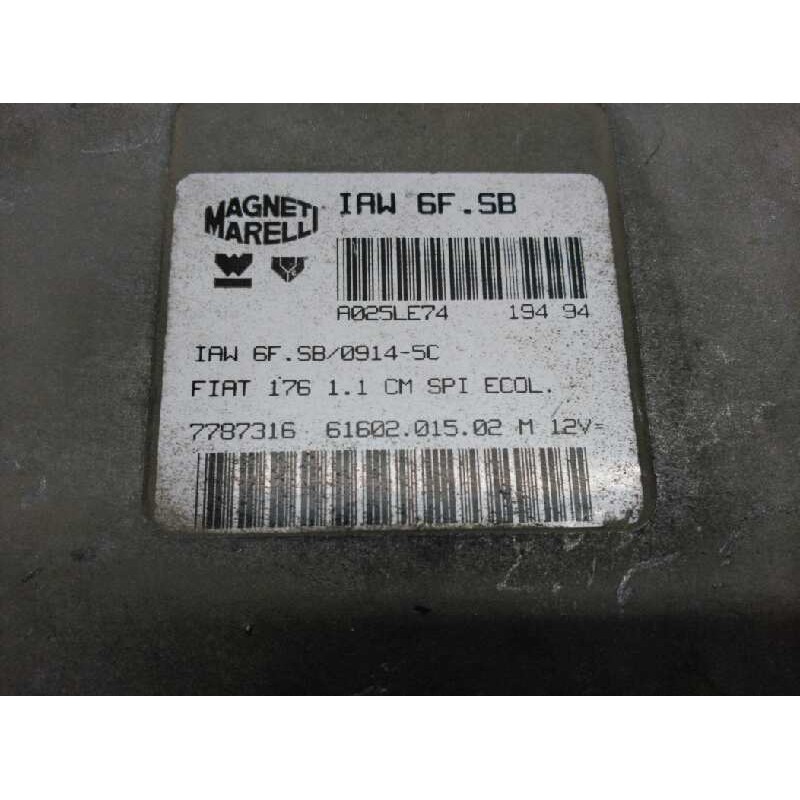 MAGNETI
MARELLI
IAW 6F.SB
A025LE74 194 94
IAW 6F.SB/0914-5C
FIAT 176 1.1 CM SPI ECOL.
7787316 61602.015.02 M 12V=